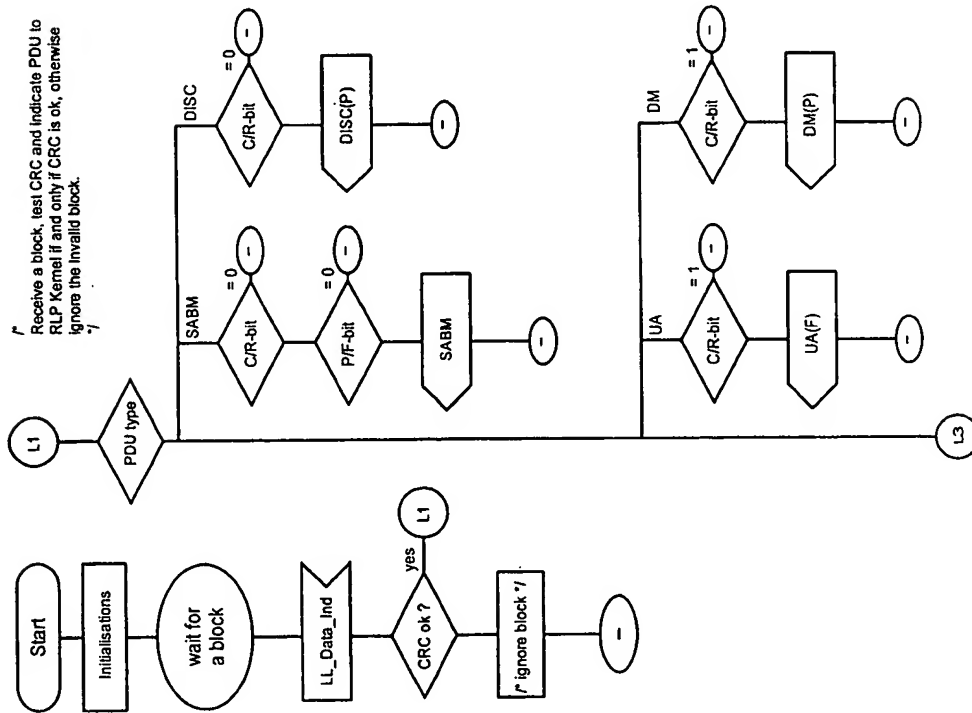 /*
Receive a block, test CRC and Indicate PDU to
RLP Kernel if and only if CRC is ok, otherwise
ignore the Invalid block.
*/
Start
Initialisations
wait for
a block
LL_Data_Ind
CRC ok ?
yes
L1
/* ignore block */
-
L1
PDU type
SABM
C/R-bit
= 0
-
P/F-bit
= 0
-
SABM
-
DISC
C/R-bit
= 0
-
DISC(P)
-
UA
C/R-bit
= 1
-
UA(F)
-
DM
C/R-bit
= 1
-
DM(P)
-
L3